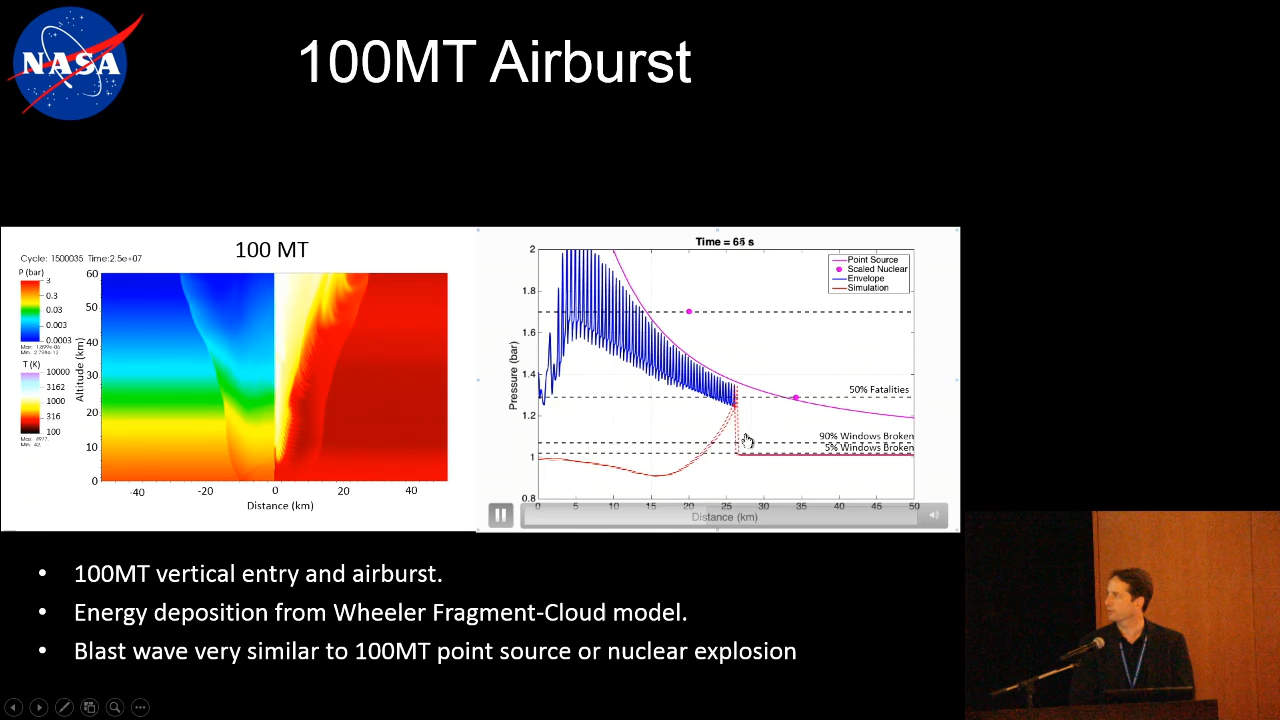 NASA
100MT Airburst
100 MT
Cycle: 1500035 Time:2.5e+07
P (bar)
3
0.3
0.03
0.003
0.0003
T (K)
10000
3162
1000
316
100
Altitude (km)
60
50
40
30
20
10
0
-40
-20
0
20
40
Distance (km)
Time = 65 s
Pressure (bar)
2
1.8
1.6
1.4
1.2
1
0.8
Point Source
Scaled Nuclear
Envelope
Simulation
50% Fatalities
90% Windows Broken
5% Windows Broken
0
5
10
15
20
25
30
35
40
45
50
Distance (km)
• 100MT vertical entry and airburst.
• Energy deposition from Wheeler Fragment-Cloud model.
• Blast wave very similar to 100MT point source or nuclear explosion